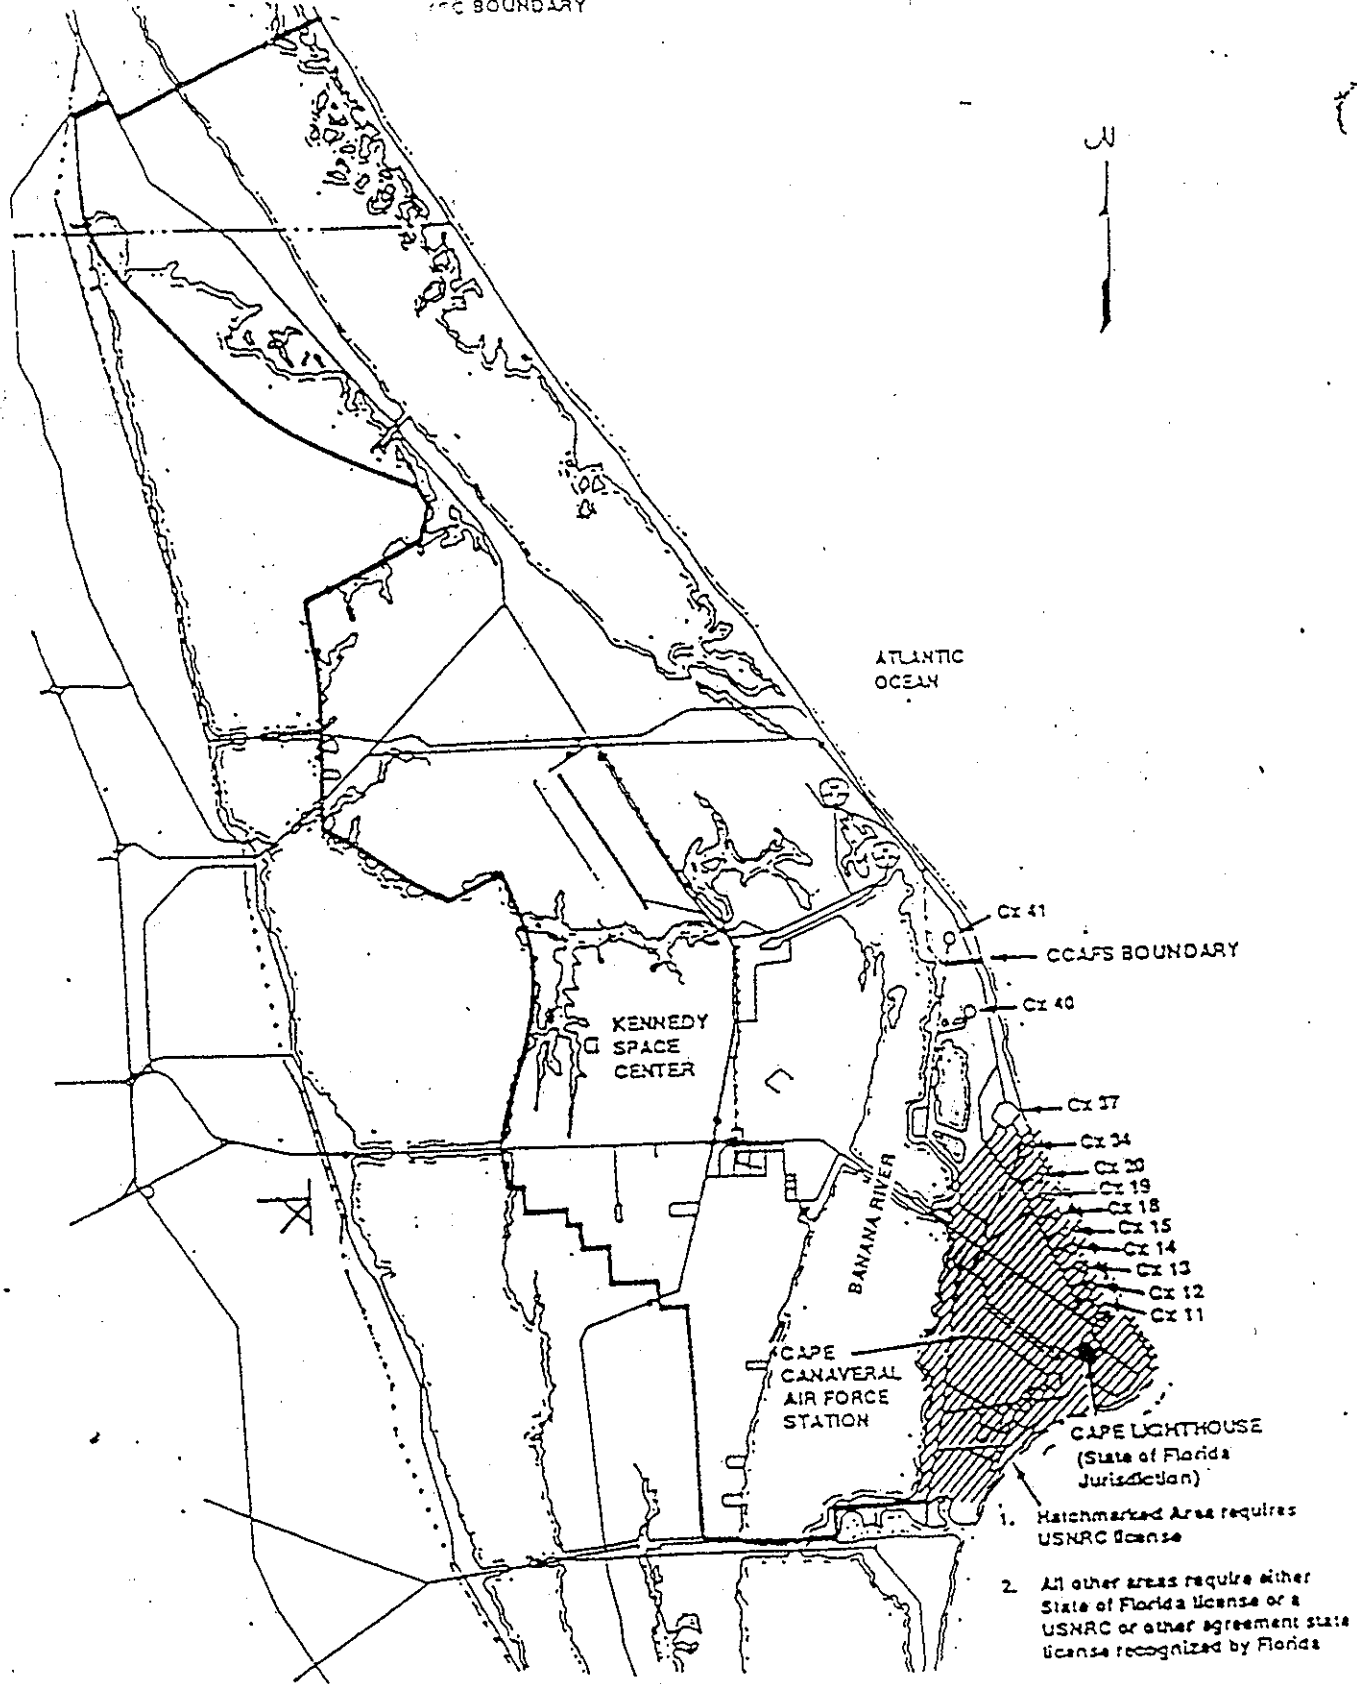 BOUNDARY
ATLANTIC
OCEAN
Cx 41
CCAFS BOUNDARY
Cx 40
KENNEDY
SPACE
CENTER
Cx 37
Cx 34
Cx 20
Cx 19
Cx 18
Cx 15
Cx 14
Cx 13
Cx 12
Cx 11
BANANA RIVER
CAPE
CANAVERAL
AIR FORCE
STATION
CAPE LIGHTHOUSE
(State of Florida
Jurisdiction)
1. Hatchmarked Area requires
USNRC license
2. All other areas require either
State of Florida license or a
USNRC or other agreement state
license recognized by Florida